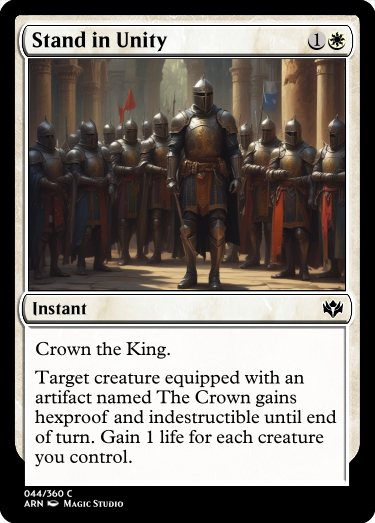 Stand in Unity 1
Instant
Crown the King.
Target creature equipped with an
artifact named The Crown gains
hexproof and indestructible until end
of turn. Gain 1 life for each creature
you control.
044/360 C
ARN Magic Studio